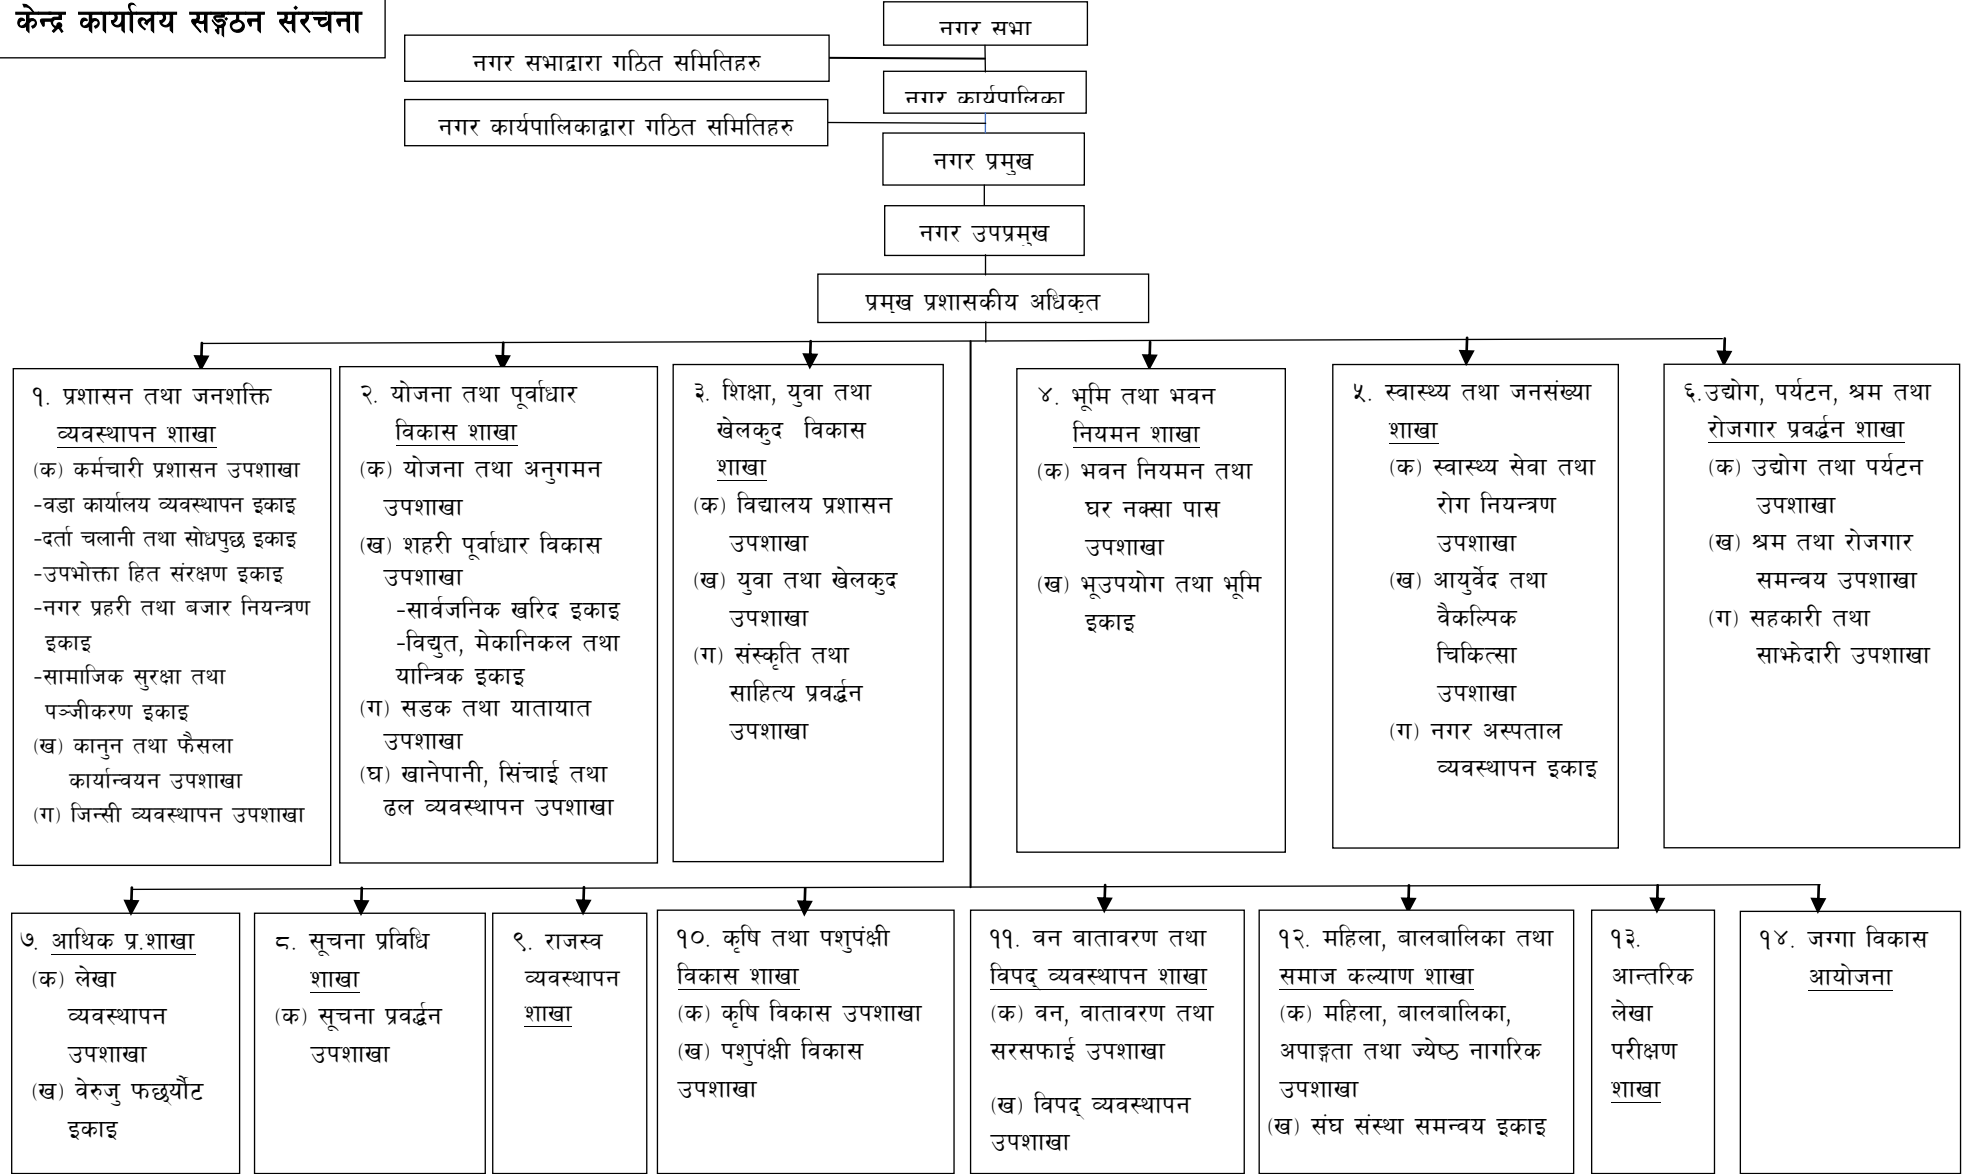 केन्द्र कार्यालय सङ्गठन संरचना
नगर सभा
नगर सभाद्वारा गठित समितिहरु
नगर कार्यपालिका
नगर कार्यपालिकाद्वारा गठित समितिहरु
नगर प्रमुख
नगर उपप्रमुख
प्रमुख प्रशासकीय अधिकृत
१. प्रशासन तथा जनशक्ति
व्यवस्थापन शाखा
(क) कर्मचारी प्रशासन उपशाखा
-वडा कार्यालय व्यवस्थापन इकाइ
-दर्ता चलानी तथा सोधपुछ इकाइ
-उपभोक्ता हित संरक्षण इकाइ
-नगर प्रहरी तथा बजार नियन्त्रण
इकाइ
-सामाजिक सुरक्षा तथा
पञ्जीकरण इकाइ
(ख) कानुन तथा फैसला
कार्यान्वयन उपशाखा
(ग) जिन्सी व्यवस्थापन उपशाखा
२. योजना तथा पूर्वाधार
विकास शाखा
(क) योजना तथा अनुगमन
उपशाखा
(ख) शहरी पूर्वाधार विकास
उपशाखा
-सार्वजनिक खरिद इकाइ
-विद्युत, मेकानिकल तथा
यान्त्रिक इकाइ
(ग) सडक तथा यातायात
उपशाखा
(घ) खानेपानी, सिंचाई तथा
ढल व्यवस्थापन उपशाखा
३. शिक्षा, युवा तथा
खेलकुद विकास
शाखा
(क) विद्यालय प्रशासन
उपशाखा
(ख) युवा तथा खेलकुद
उपशाखा
(ग) संस्कृति तथा
साहित्य प्रवर्द्धन
उपशाखा
४. भूमि तथा भवन
नियमन शाखा
(क) भवन नियमन तथा
घर नक्सा पास
उपशाखा
(ख) भूउपयोग तथा भूमि
इकाइ
५. स्वास्थ्य तथा जनसंख्या
शाखा
(क) स्वास्थ्य सेवा तथा
रोग नियन्त्रण
उपशाखा
(ख) आयुर्वेद तथा
वैकल्पिक
चिकित्सा
उपशाखा
(ग) नगर अस्पताल
व्यवस्थापन इकाइ
६.उद्योग, पर्यटन, श्रम तथा
रोजगार प्रवर्द्धन शाखा
(क) उद्योग तथा पर्यटन
उपशाखा
(ख) श्रम तथा रोजगार
समन्वय उपशाखा
(ग) सहकारी तथा
साझेदारी उपशाखा
७. आथिक प्र.शाखा
(क) लेखा
व्यवस्थापन
उपशाखा
(ख) वेरुजु फछ्र्यौट
इकाइ
८. सूचना प्रविधि
शाखा
(क) सूचना प्रवर्द्धन
उपशाखा
९. राजस्व
व्यवस्थापन
शाखा
१०. कृषि तथा पशुपंक्षी
विकास शाखा
(क) कृषि विकास उपशाखा
(ख) पशुपंक्षी विकास
उपशाखा
११. वन वातावरण तथा
विपद् व्यवस्थापन शाखा
(क) वन, वातावरण तथा
सरसफाई उपशाखा
(ख) विपद् व्यवस्थापन
उपशाखा
१२. महिला, बालबालिका तथा
समाज कल्याण शाखा
(क) महिला, बालबालिका,
अपाङ्गता तथा ज्येष्ठ नागरिक
उपशाखा
(ख) संघ संस्था समन्वय इकाइ
१३.
आन्तरिक
लेखा
परीक्षण
शाखा
१४. जग्गा विकास
आयोजना